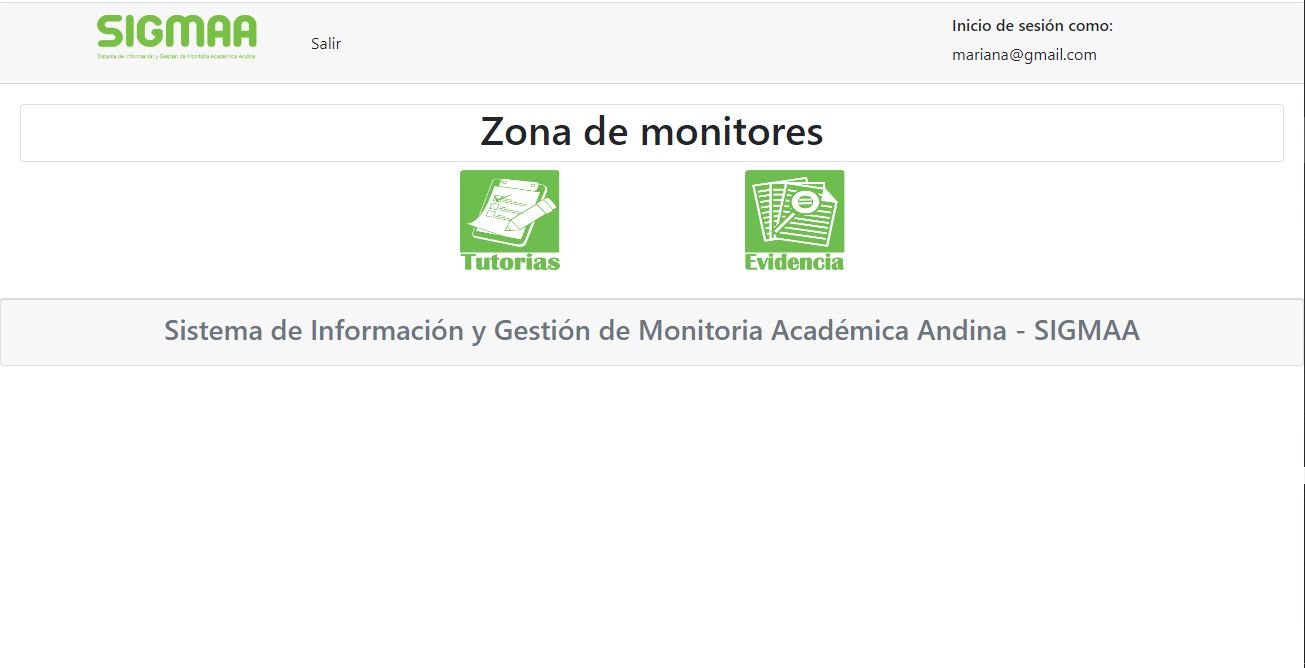 SIGMAA
Sistema de Información y Gestión de Monitoria Académica Andina
Salir
Inicio de sesión como:
mariana@gmail.com
Zona de monitores
Tutorias
Evidencia
Sistema de Información y Gestión de Monitoria Académica Andina - SIGMAA